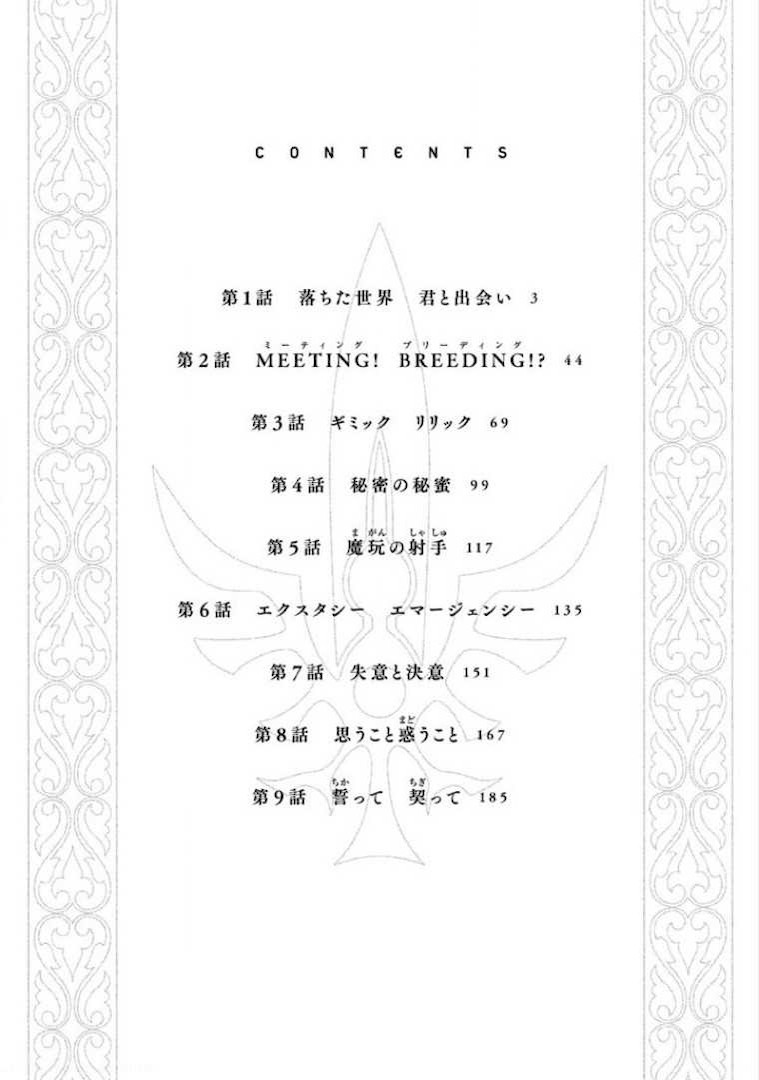 CONTENTS
第1話　落ちた世界　君と出会い　3
ミーティング　ブリーディング
第2話　MEETING!　BREEDING!?　44
第3話　ギミック　リリック　69
第4話　秘密の秘蜜　99
まがん　しゃしゅ
第5話　魔玩の射手　117
第6話　エクスタシー　エマージェンシー　135
第7話　失意と決意　151
まど
第8話　思うこと惑うこと　167
ちか　ちぎ
第9話　誓って　契って　185